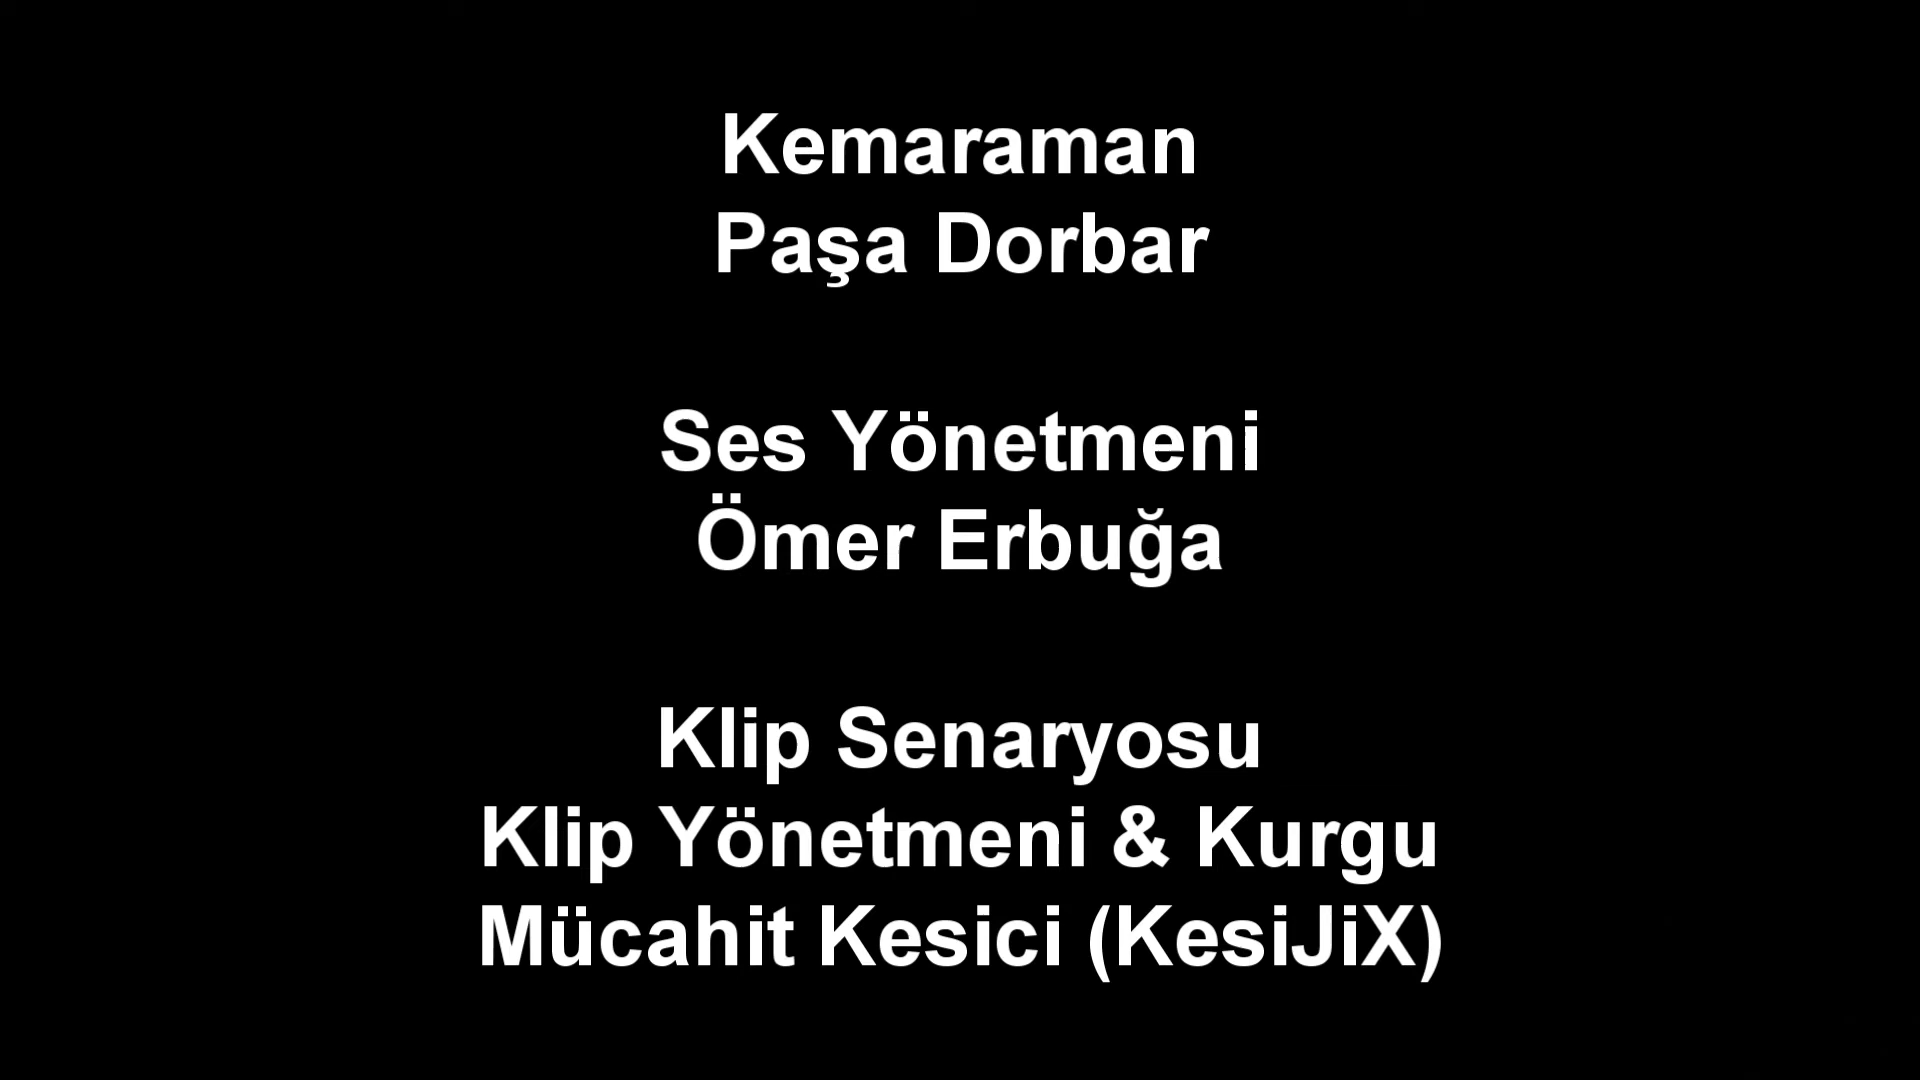 Kemaraman
Paşa Dorbar
Ses Yönetmeni
Ömer Erbuğa
Klip Senaryosu
Klip Yönetmeni & Kurgu
Mücahit Kesici (KesiJiX)